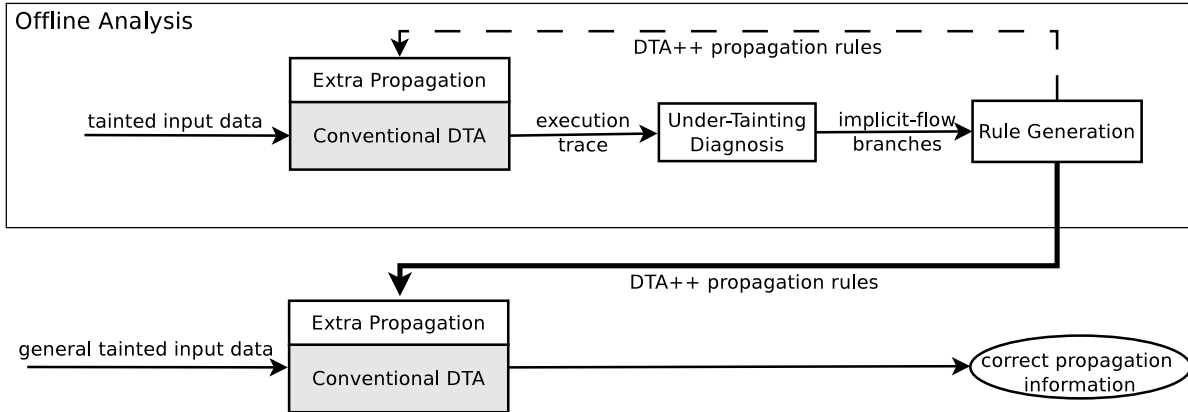 Offline Analysis
DTA++ propagation rules
Extra Propagation
tainted input data
Conventional DTA
execution
trace
Under-Tainting
Diagnosis
implicit-flow
branches
Rule Generation
DTA++ propagation rules
Extra Propagation
general tainted input data
Conventional DTA
correct propagation
information